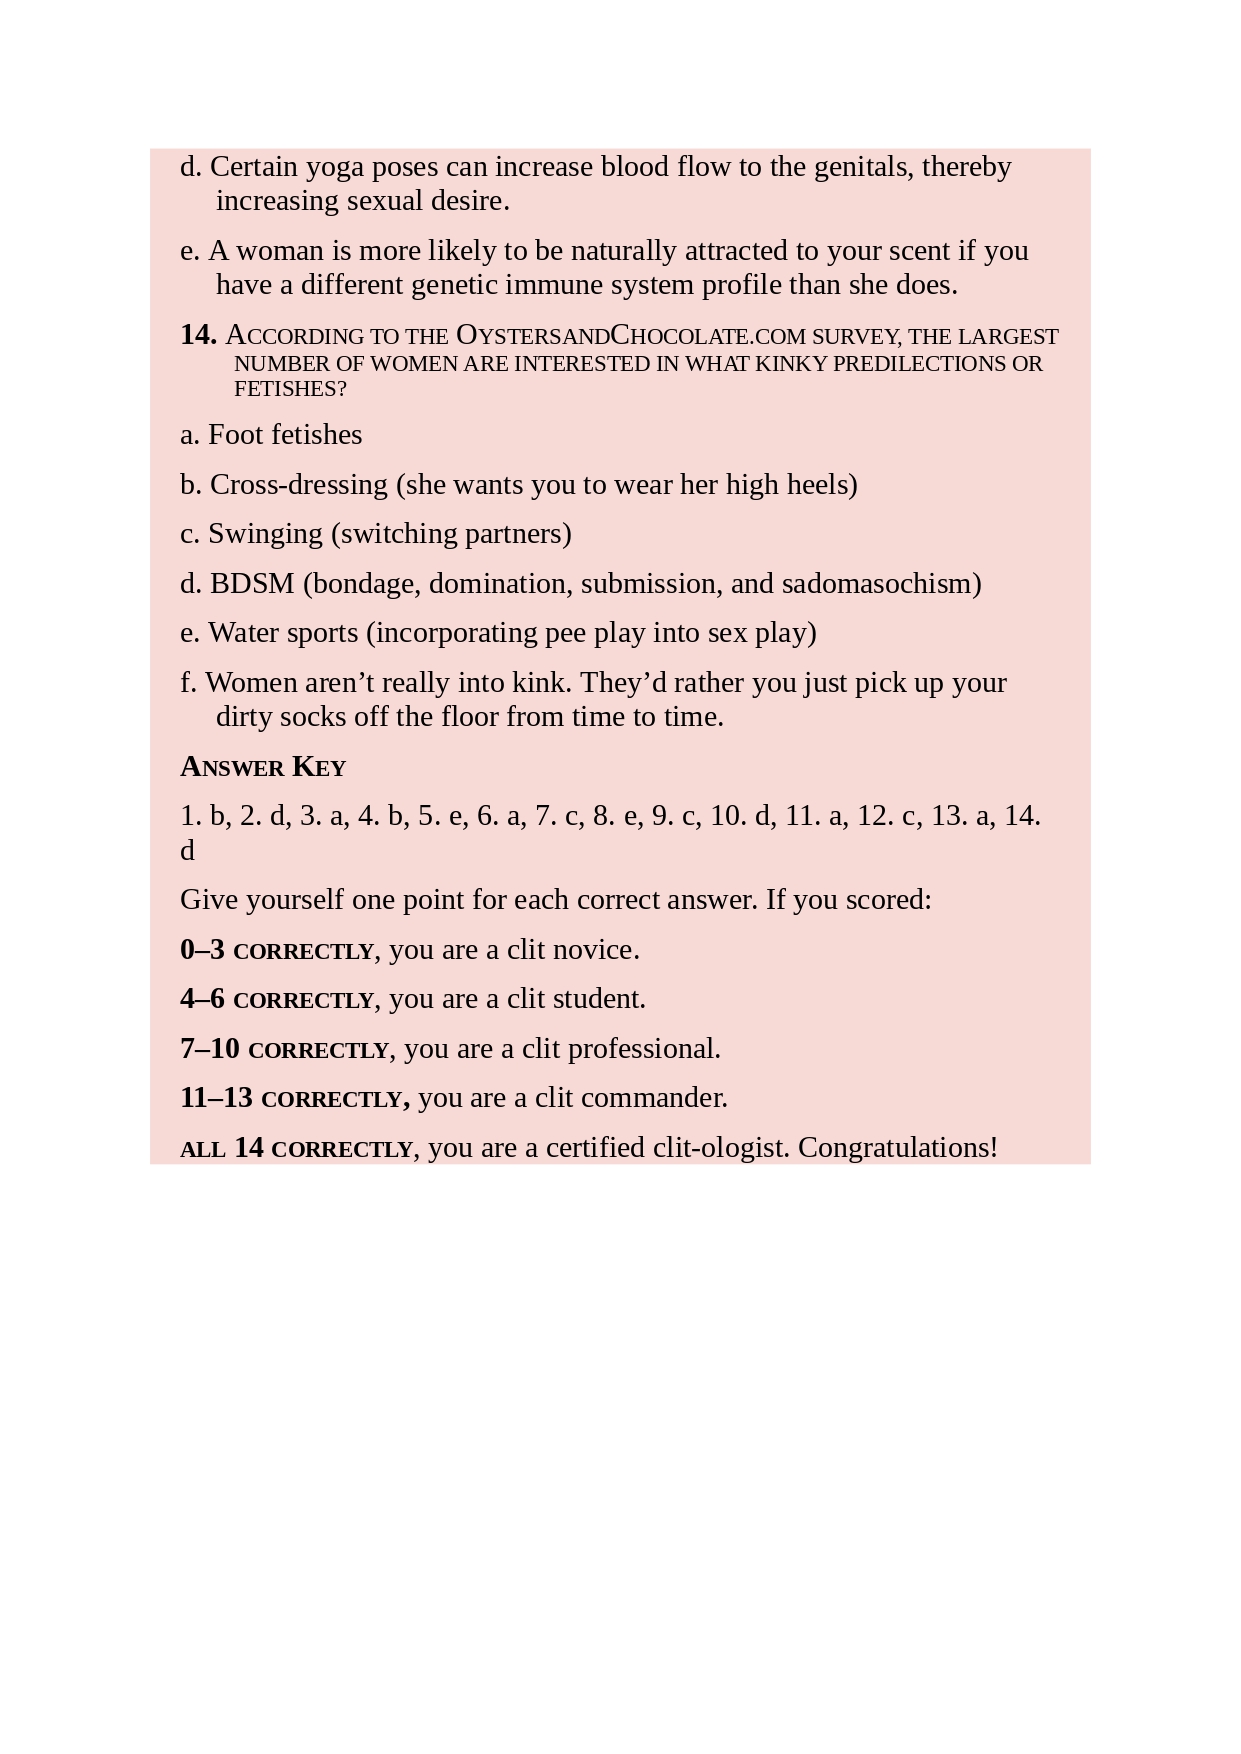 d. Certain yoga poses can increase blood flow to the genitals, thereby
increasing sexual desire.
e. A woman is more likely to be naturally attracted to your scent if you
have a different genetic immune system profile than she does.
14. ACCORDING TO THE OYSTERSANDCHOCOLATE.COM SURVEY, THE LARGEST
NUMBER OF WOMEN ARE INTERESTED IN WHAT KINKY PREDILECTIONS OR
FETISHES?
a. Foot fetishes
b. Cross-dressing (she wants you to wear her high heels)
c. Swinging (switching partners)
d. BDSM (bondage, domination, submission, and sadomasochism)
e. Water sports (incorporating pee play into sex play)
f. Women aren’t really into kink. They’d rather you just pick up your
dirty socks off the floor from time to time.
ANSWER KEY
1. b, 2. d, 3. a, 4. b, 5. e, 6. a, 7. c, 8. e, 9. c, 10. d, 11. a, 12. c, 13. a, 14.
d
Give yourself one point for each correct answer. If you scored:
0–3 CORRECTLY, you are a clit novice.
4–6 CORRECTLY, you are a clit student.
7–10 CORRECTLY, you are a clit professional.
11–13 CORRECTLY, you are a clit commander.
ALL 14 CORRECTLY, you are a certified clit-ologist. Congratulations!